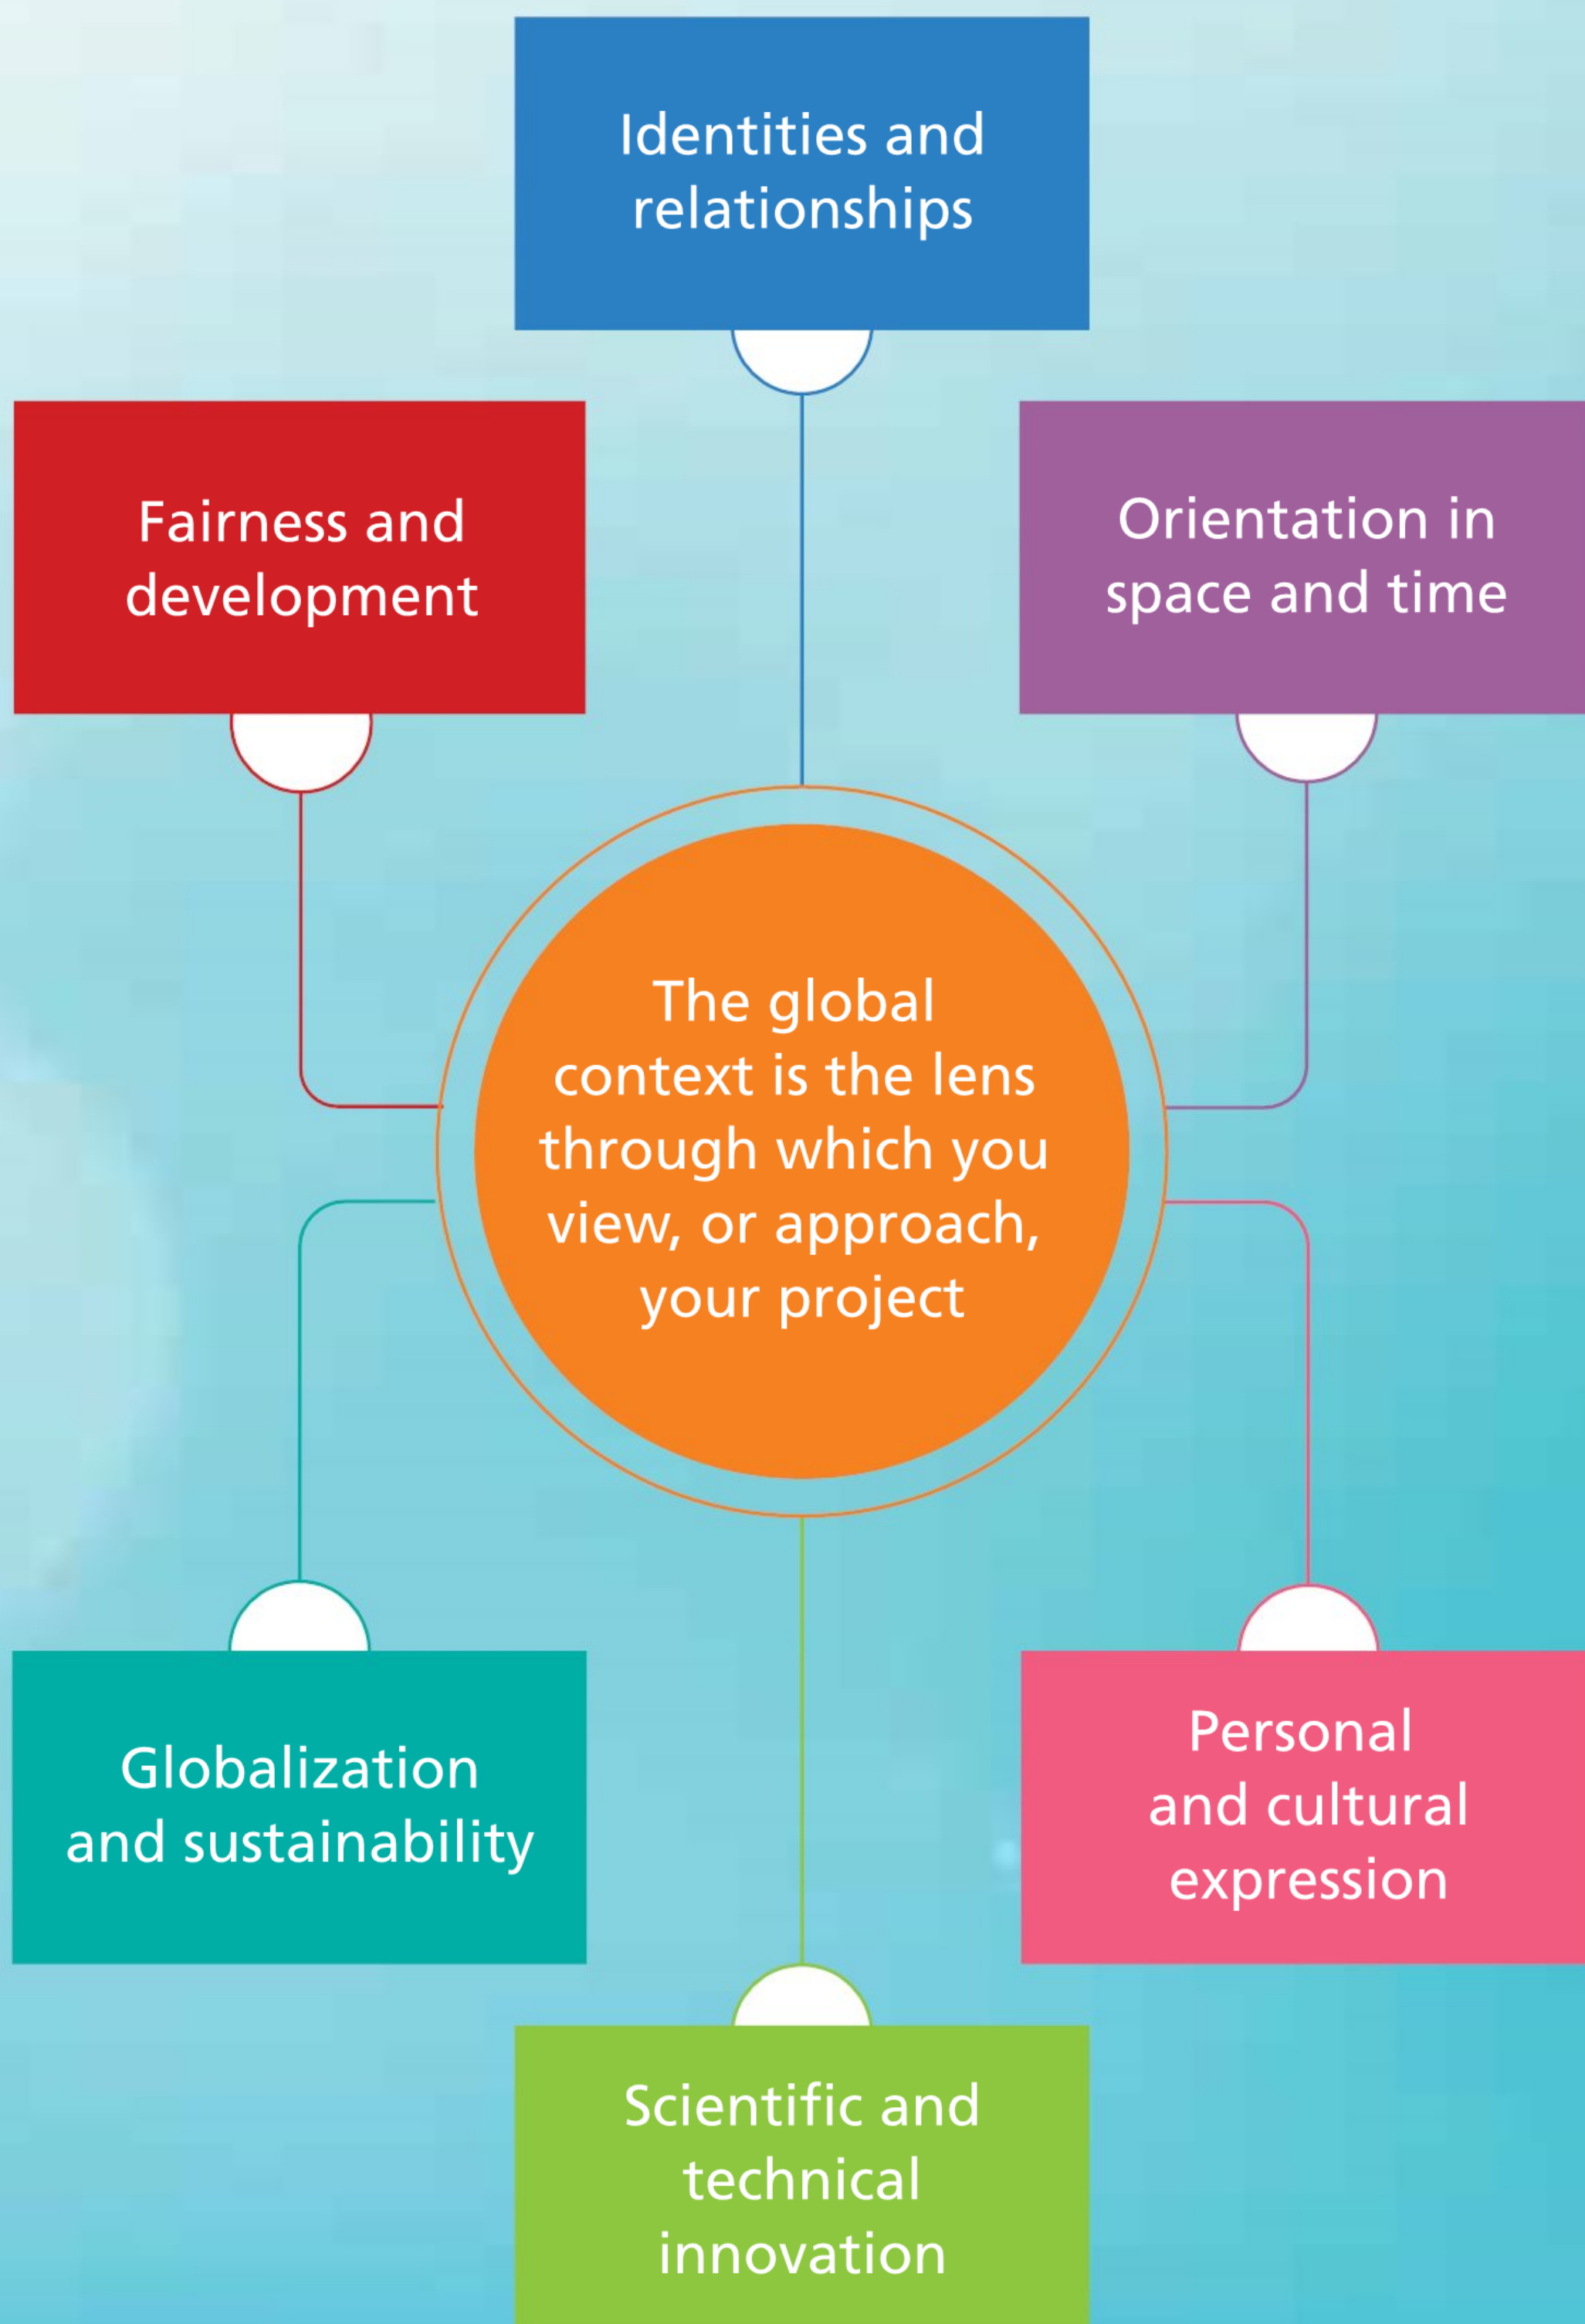 Identities and
relationships
Fairness and
development
Orientation in
space and time
The global
context is the lens
through which you
view, or approach,
your project
Globalization
and sustainability
Personal
and cultural
expression
Scientific and
technical
innovation